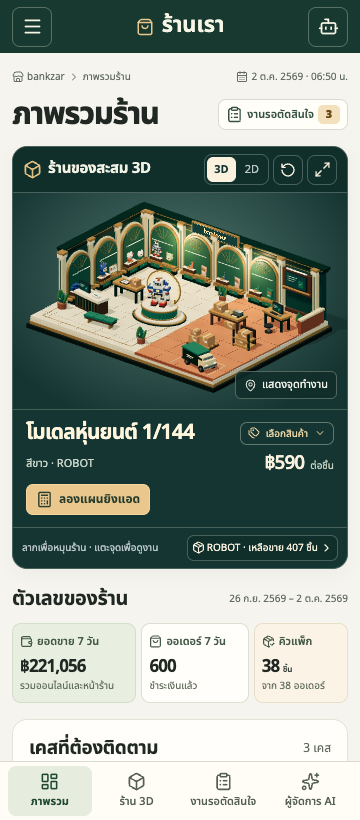 ร้านเรา
bankzar > ภาพรวมร้าน
2 ต.ค. 2569 · 06:50 น.
ภาพรวมร้าน
งานรอตัดสินใจ 3
ร้านของสะสม 3D
3D 2D
แสดงจุดทำงาน
โมเดลหุ่นยนต์ 1/144
เลือกสินค้า
สีขาว · ROBOT
฿590 ต่อชิ้น
ลองแผนยิงแอด
ลากเพื่อหมุนร้าน · แตะจุดเพื่อดูงาน
ROBOT · เหลือขาย 407 ชิ้น
ตัวเลขของร้าน
26 ก.ย. 2569 – 2 ต.ค. 2569
ยอดขาย 7 วัน
฿221,056
รวมออนไลน์และหน้าร้าน
ออเดอร์ 7 วัน
600
ชำระเงินแล้ว
คิวแพ็ก
38 ชิ้น
จาก 38 ออเดอร์
เคสที่ต้องติดตาม
3 เคส
ภาพรวม
ร้าน 3D
งานรอตัดสินใจ
ผู้จัดการ AI